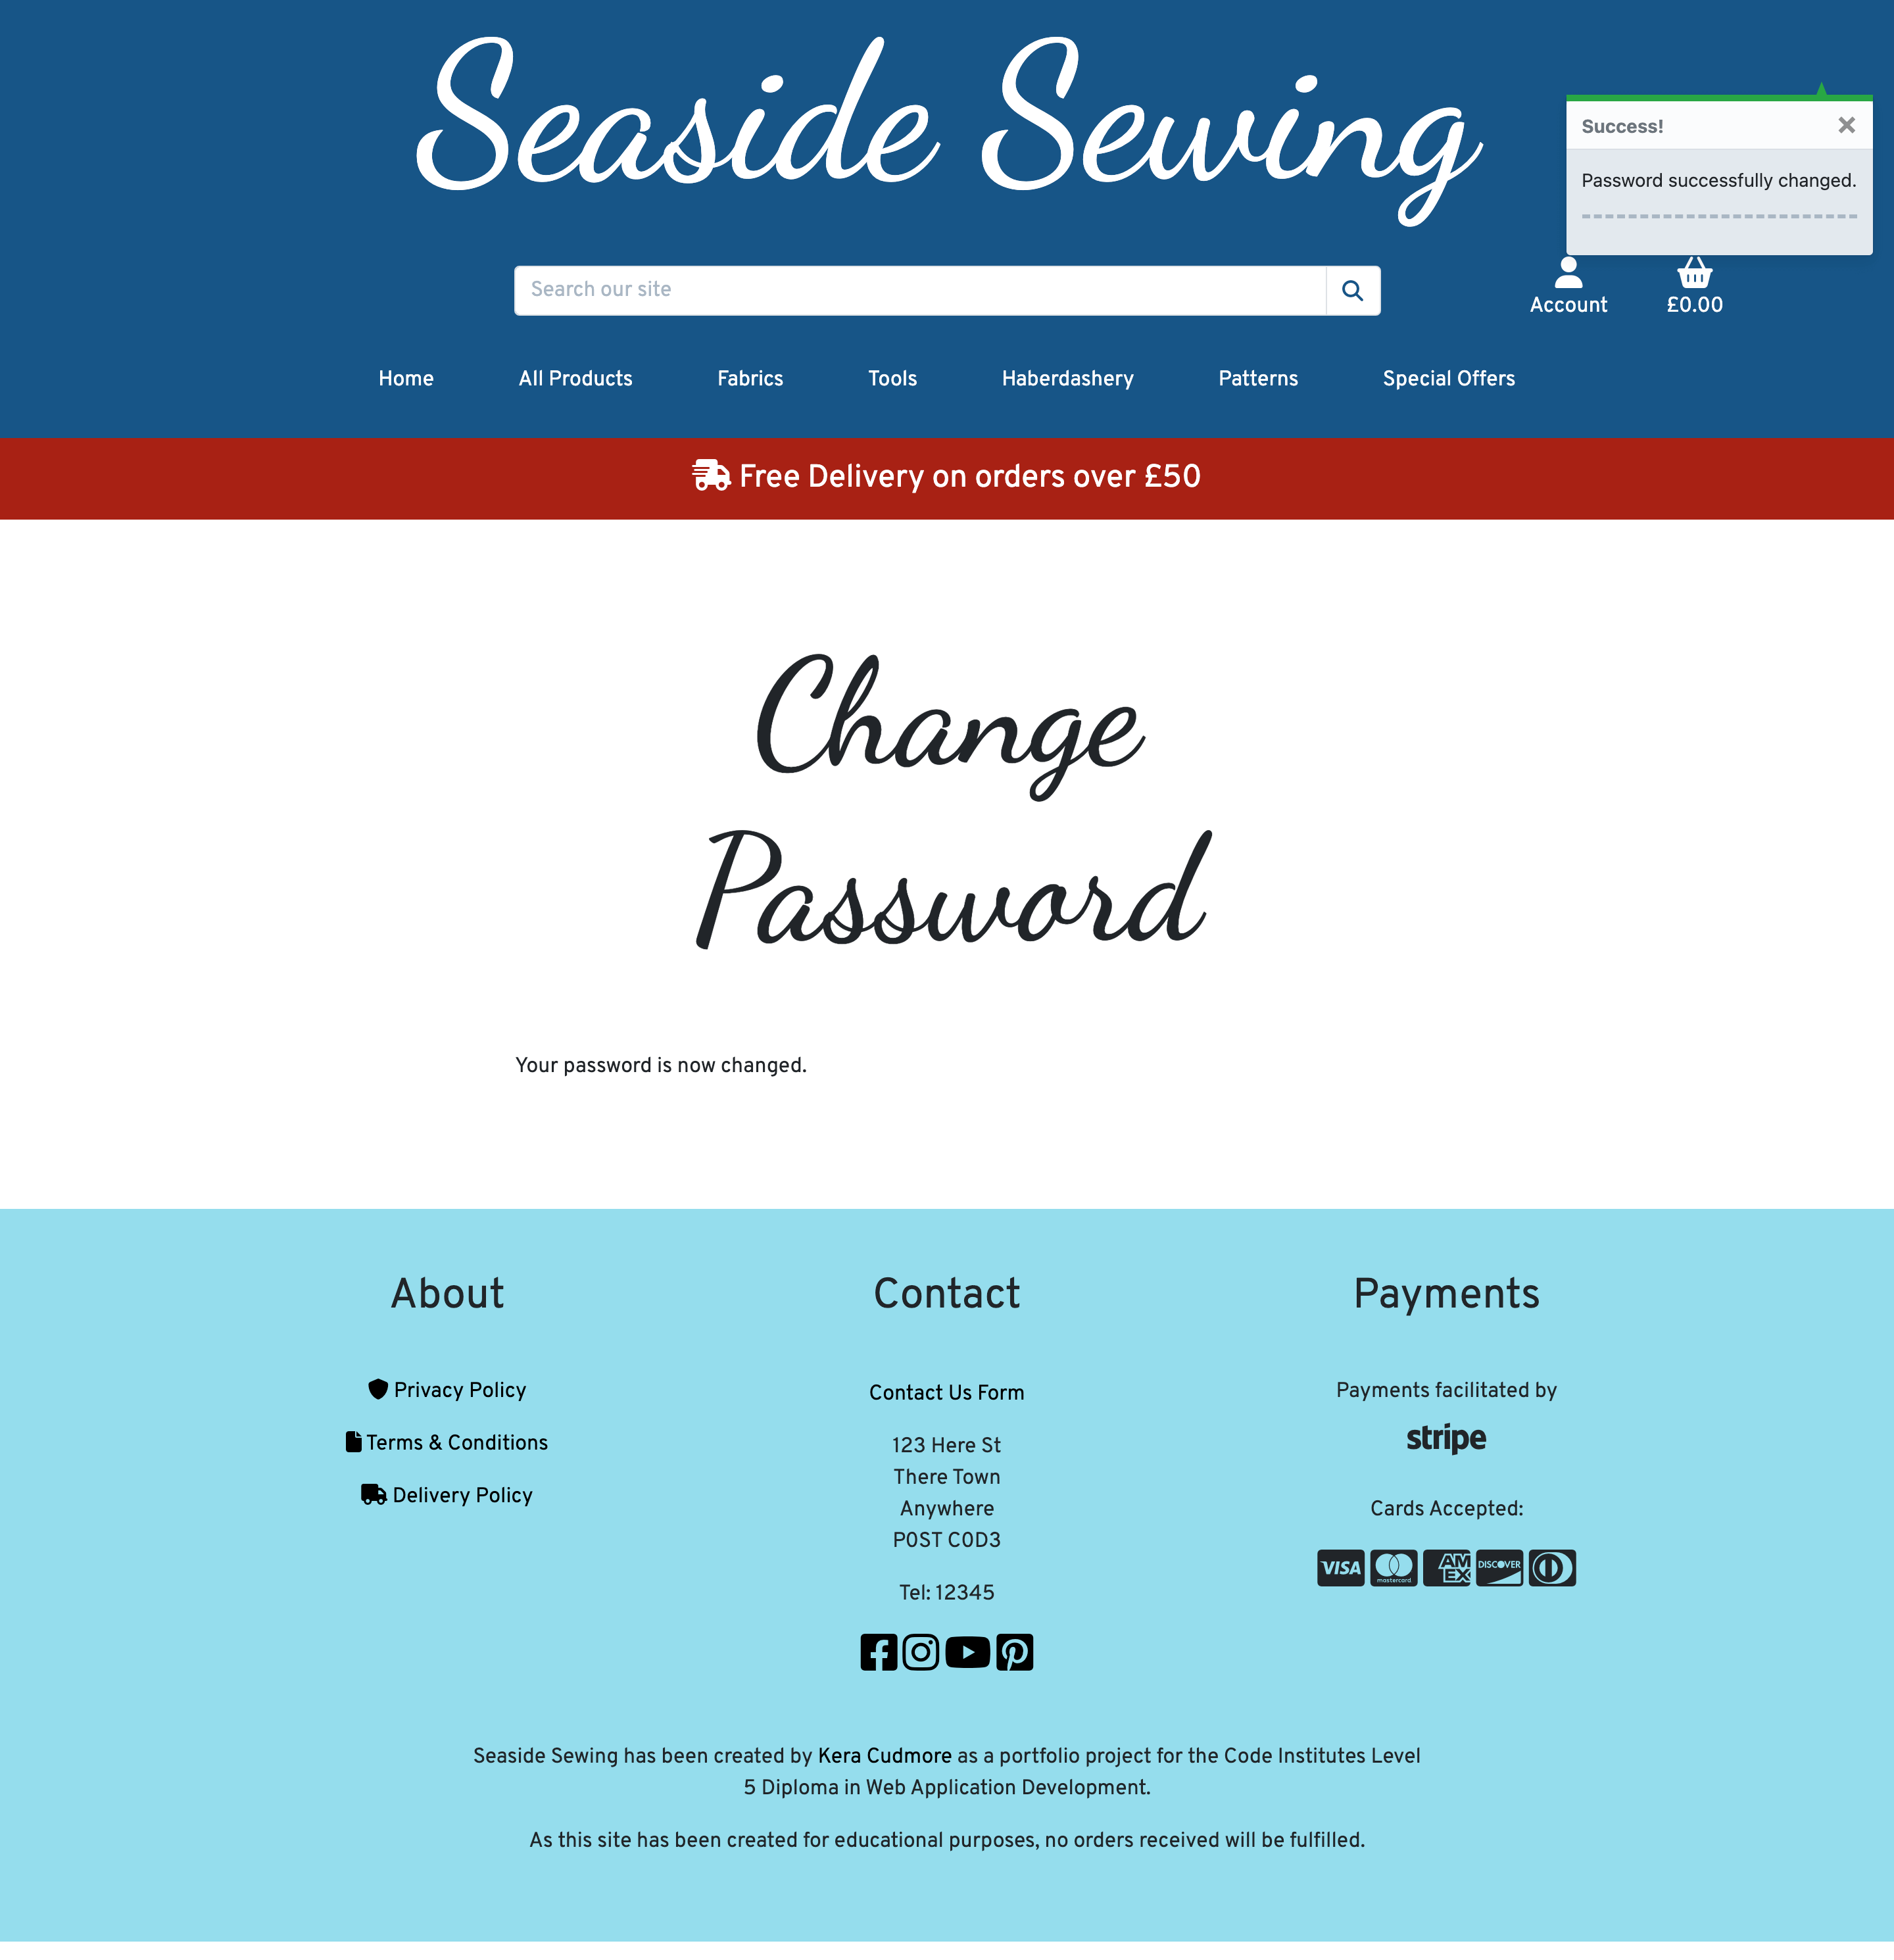 Seaside Sewing
Success!
Password successfully changed.
Search our site
Account
£0.00
Home
All Products
Fabrics
Tools
Haberdashery
Patterns
Special Offers
Free Delivery on orders over £50
Change
Password
Your password is now changed.
About
Privacy Policy
Terms & Conditions
Delivery Policy
Contact
Contact Us Form
123 Here St
There Town
Anywhere
P0ST C0D3
Tel: 12345
Payments
Payments facilitated by
stripe
Cards Accepted:
VISA
mastercard
AM
EX
DISCOVER
Seaside Sewing has been created by Kera Cudmore as a portfolio project for the Code Institutes Level
5 Diploma in Web Application Development.
As this site has been created for educational purposes, no orders received will be fulfilled.